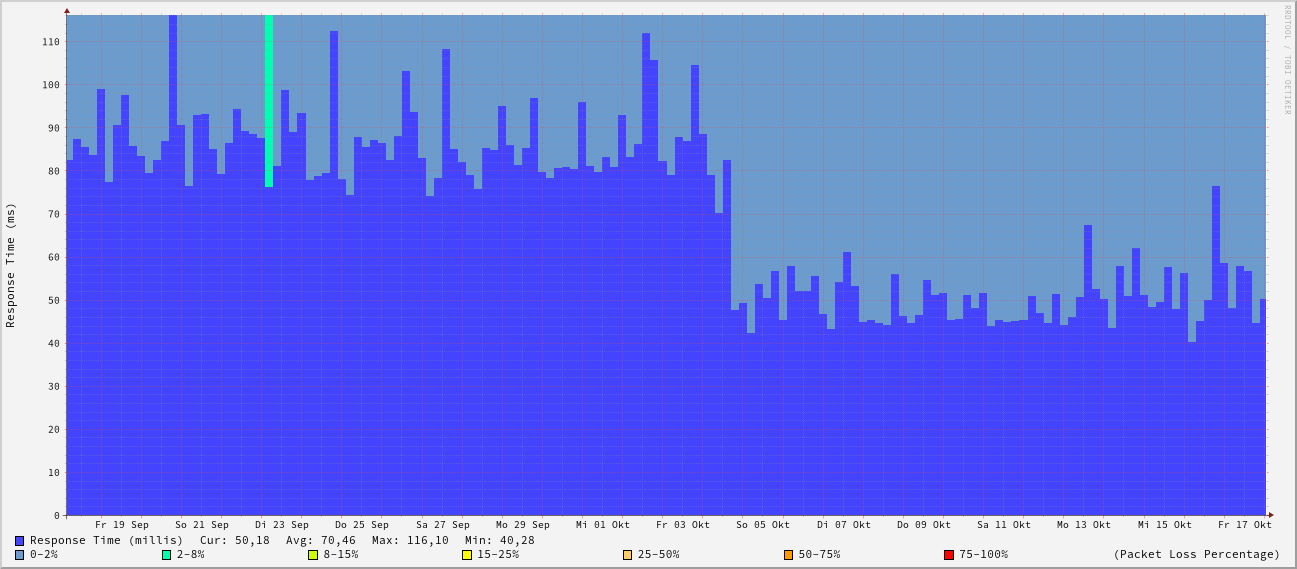 RRDTOOL / TOBI OETIKER
Response Time (ms)
110
100
90
80
70
60
50
40
30
20
10
0
Fr 19 Sep So 21 Sep Di 23 Sep Do 25 Sep Sa 27 Sep Mo 29 Sep Mi 01 Okt Fr 03 Okt So 05 Okt Di 07 Okt Do 09 Okt Sa 11 Okt Mo 13 Okt Mi 15 Okt Fr 17 Okt
Response Time (millis) Cur: 50,18 Avg: 70,46 Max: 116,10 Min: 40,28
0-2% 2-8% 8-15% 15-25% 25-50% 50-75% 75-100% (Packet Loss Percentage)